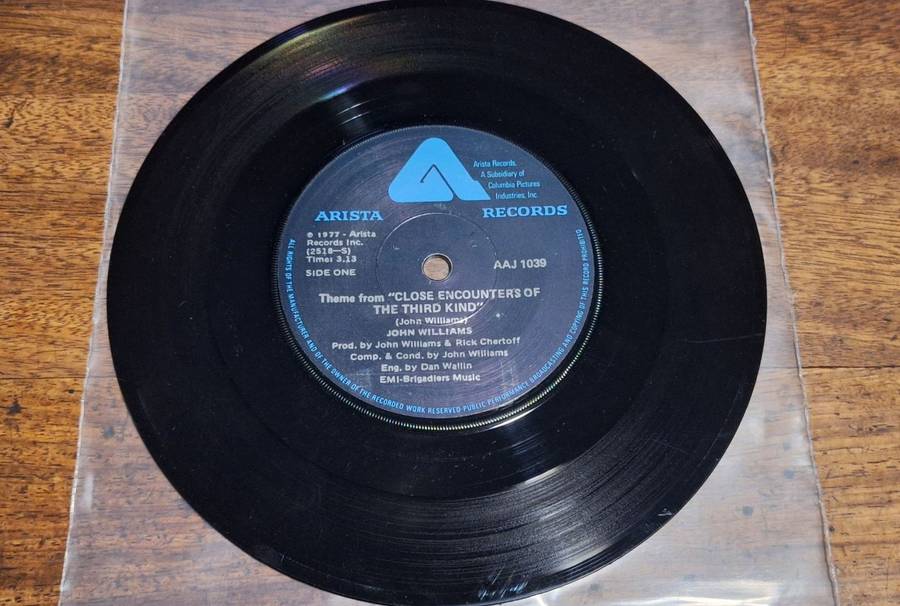 Arista Records,
A Subsidiary of
Columbia Pictures
Industries, Inc
ARISTA RECORDS
℗ 1977 - Arista
Records Inc.
(2518—S)
Time: 3.13
SIDE ONE
AAJ 1039
Theme from "CLOSE ENCOUNTERS OF
THE THIRD KIND"
(John Williams)
JOHN WILLIAMS
Prod. by John Williams & Rick Chertoff
Comp. & Cond. by John Williams
Eng. by Dan Wallin
EMI-Brigadiers Music
ALL RIGHTS OF THE MANUFACTURER AND OF THE OWNER OF THE RECORDED WORK RESERVED·PUBLIC PERFORMANCE BROADCASTING AND COPYING OF THIS RECORD PROHIBITED